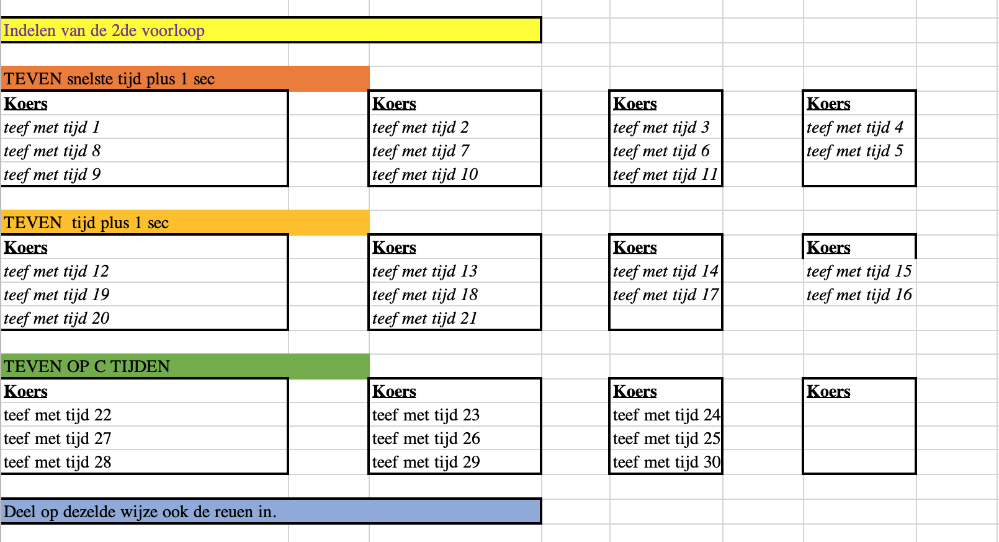 Indelen van de 2de voorloop
TEVEN snelste tijd plus 1 sec
Koers Koers Koers Koers
teef met tijd 1 teef met tijd 2 teef met tijd 3 teef met tijd 4
teef met tijd 8 teef met tijd 7 teef met tijd 6 teef met tijd 5
teef met tijd 9 teef met tijd 10 teef met tijd 11
TEVEN  tijd plus 1 sec
Koers Koers Koers Koers
teef met tijd 12 teef met tijd 13 teef met tijd 14 teef met tijd 15
teef met tijd 19 teef met tijd 18 teef met tijd 17 teef met tijd 16
teef met tijd 20 teef met tijd 21
TEVEN OP C TIJDEN
Koers Koers Koers Koers
teef met tijd 22 teef met tijd 23 teef met tijd 24
teef met tijd 27 teef met tijd 26 teef met tijd 25
teef met tijd 28 teef met tijd 29 teef met tijd 30
Deel op dezelde wijze ook de reuen in.